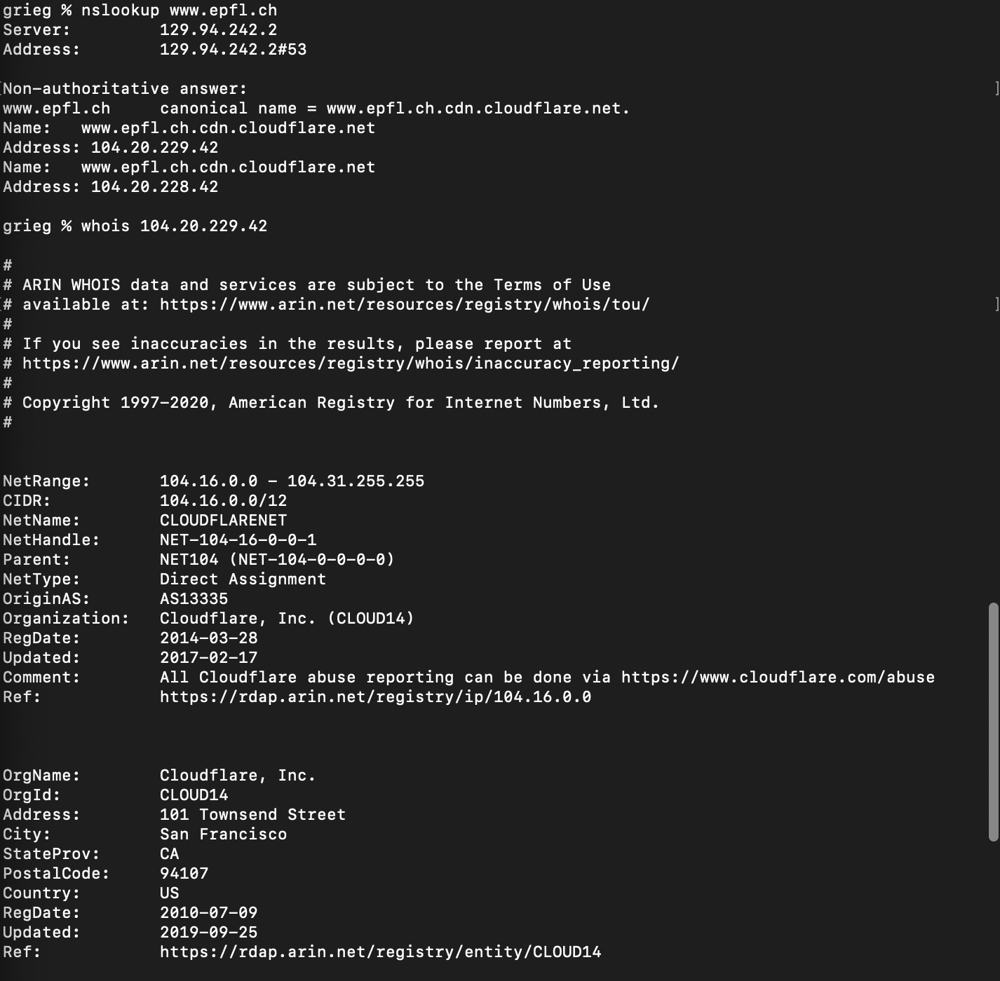 grieg % nslookup www.epfl.ch
Server:         129.94.242.2
Address:        129.94.242.2#53
[Non-authoritative answer: ]
www.epfl.ch     canonical name = www.epfl.ch.cdn.cloudflare.net.
Name:   www.epfl.ch.cdn.cloudflare.net
Address: 104.20.229.42
Name:   www.epfl.ch.cdn.cloudflare.net
Address: 104.20.228.42
grieg % whois 104.20.229.42
#
# ARIN WHOIS data and services are subject to the Terms of Use
[# available at: https://www.arin.net/resources/registry/whois/tou/ ]
#
# If you see inaccuracies in the results, please report at
# https://www.arin.net/resources/registry/whois/inaccuracy_reporting/
#
# Copyright 1997-2020, American Registry for Internet Numbers, Ltd.
#
NetRange:       104.16.0.0 - 104.31.255.255
CIDR:           104.16.0.0/12
NetName:        CLOUDFLARENET
NetHandle:      NET-104-16-0-0-1
Parent:         NET104 (NET-104-0-0-0-0)
NetType:        Direct Assignment
OriginAS:       AS13335
Organization:   Cloudflare, Inc. (CLOUD14)
RegDate:        2014-03-28
Updated:        2017-02-17
Comment:        All Cloudflare abuse reporting can be done via https://www.cloudflare.com/abuse
Ref:            https://rdap.arin.net/registry/ip/104.16.0.0
OrgName:        Cloudflare, Inc.
OrgId:          CLOUD14
Address:        101 Townsend Street
City:           San Francisco
StateProv:      CA
PostalCode:     94107
Country:        US
RegDate:        2010-07-09
Updated:        2019-09-25
Ref:            https://rdap.arin.net/registry/entity/CLOUD14